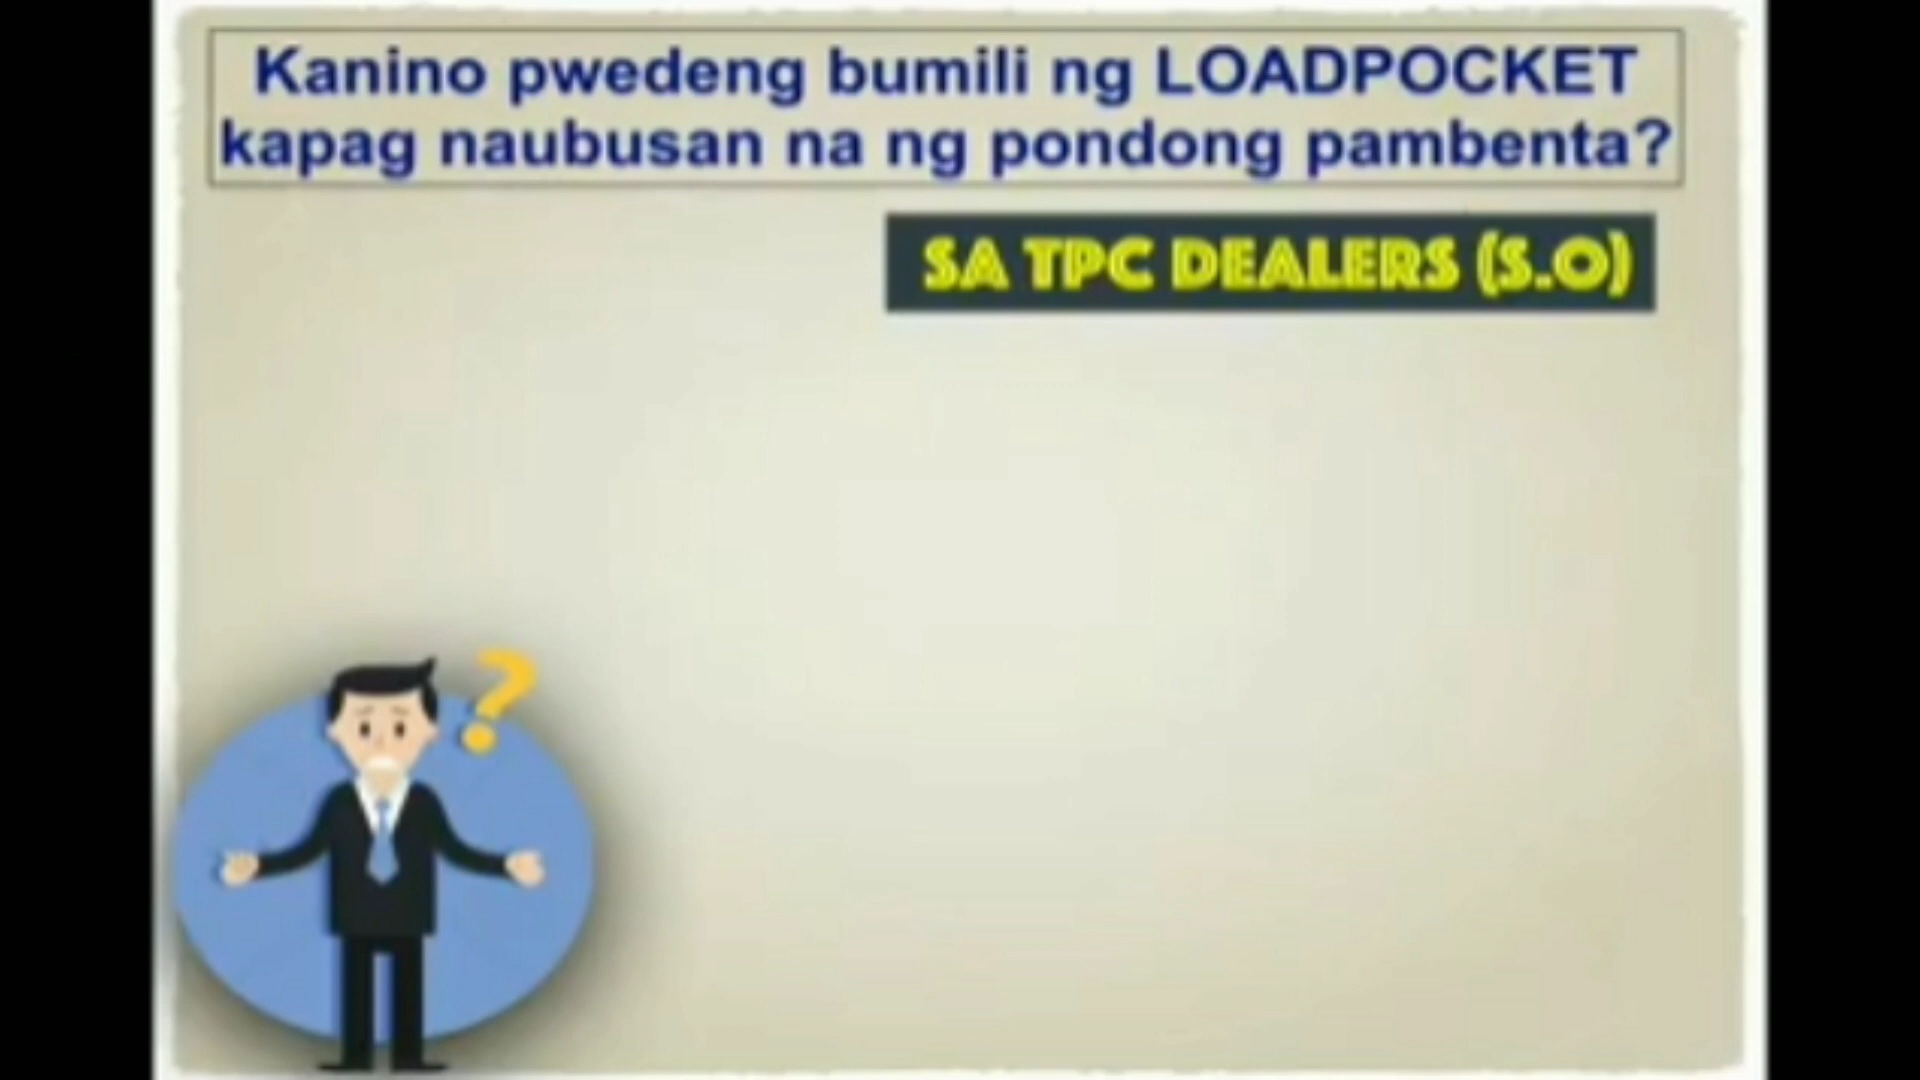 Kanino pwedeng bumili ng LOADPOCKET
kapag naubusan na ng pondong pambenta?
SA TPC DEALERS (S.O)
?